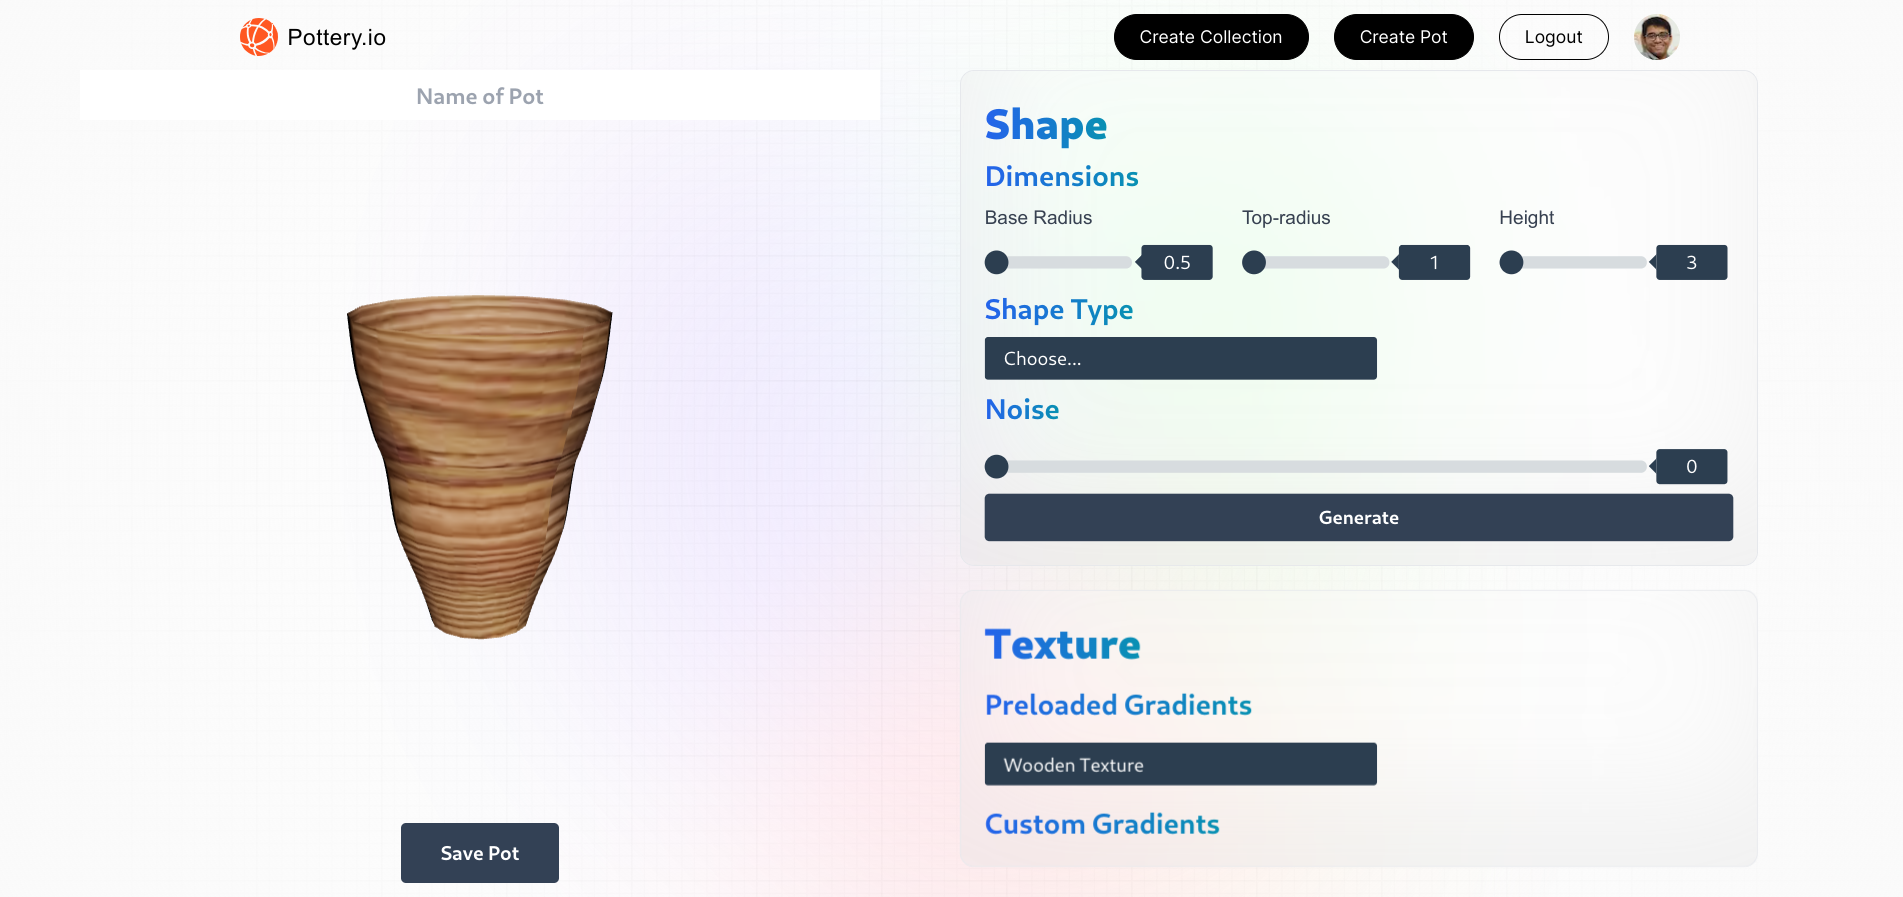 Pottery.io
Create Collection
Create Pot
Logout
Name of Pot
Shape
Dimensions
Base Radius
Top-radius
Height
0.5
1
3
Shape Type
Choose...
Noise
0
Generate
Texture
Preloaded Gradients
Wooden Texture
Custom Gradients
Save Pot